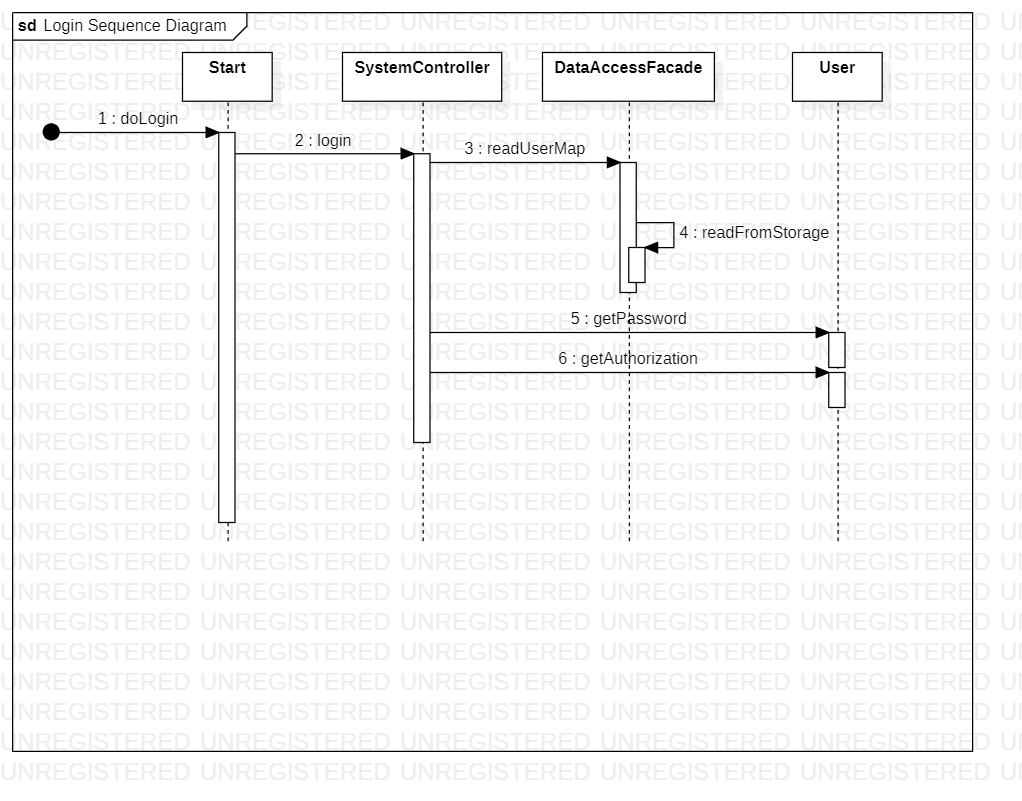 sd Login Sequence Diagram
Start
SystemController
DataAccessFacade
User
1 : doLogin
2 : login
3 : readUserMap
4 : readFromStorage
5 : getPassword
6 : getAuthorization
UNREGISTERED